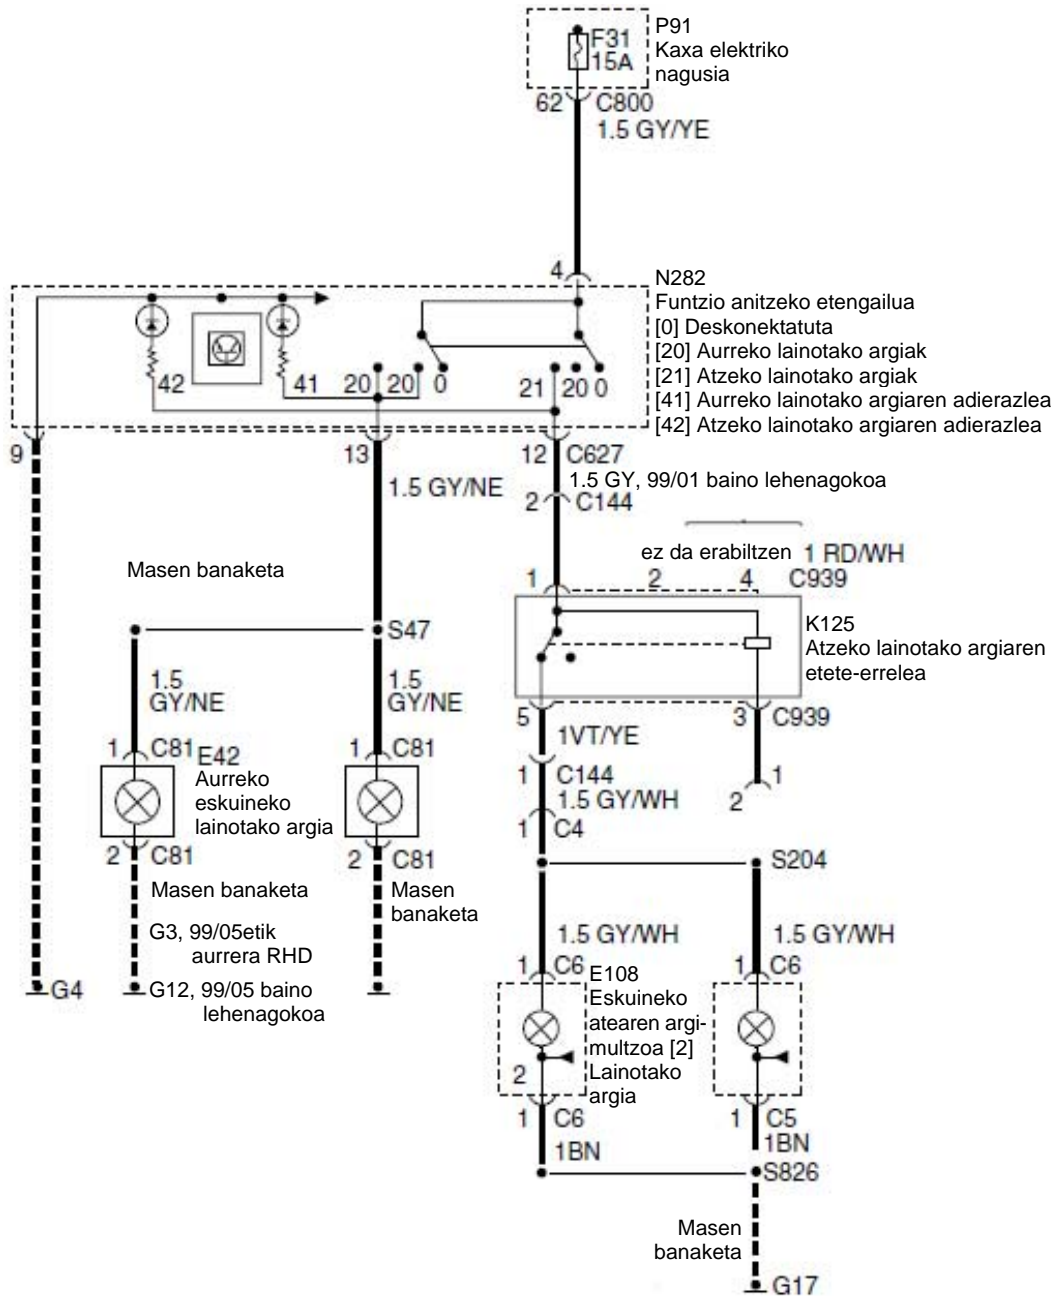 F31
15A
P91
Kaxa elektriko
nagusia
62 C800
1.5 GY/YE
4
N282
Funtzio anitzeko etengailua
[0] Deskonektatuta
[20] Aurreko lainotako argiak
[21] Atzeko lainotako argiak
[41] Aurreko lainotako argiaren adierazlea
[42] Atzeko lainotako argiaren adierazlea
42 41 20 20 0 21 20 0
9 13 12 C627
1.5 GY/NE
1.5 GY, 99/01 baino lehenagokoa
2 C144
Masen banaketa
ez da erabiltzen 1 RD/WH
1 2 4 C939
S47
K125
Atzeko lainotako argiaren
etete-errelea
1.5
GY/NE
1.5
GY/NE
5 3 C939
1VT/YE
1 C81 E42
Aurreko
eskuineko
lainotako argia
1 C81
1 C144
1.5 GY/WH
1
2
1 C4
2 C81
2 C81
S204
Masen banaketa
Masen
banaketa
G3, 99/05etik
aurrera RHD
G4
G12, 99/05 baino
lehenagokoa
1.5 GY/WH
1.5 GY/WH
1 C6
1 C6
E108
Eskuineko
atearen argi-
multzoa [2]
Lainotako
argia
2
1 C6
1 C5
1BN
1BN
S826
Masen
banaketa
G17